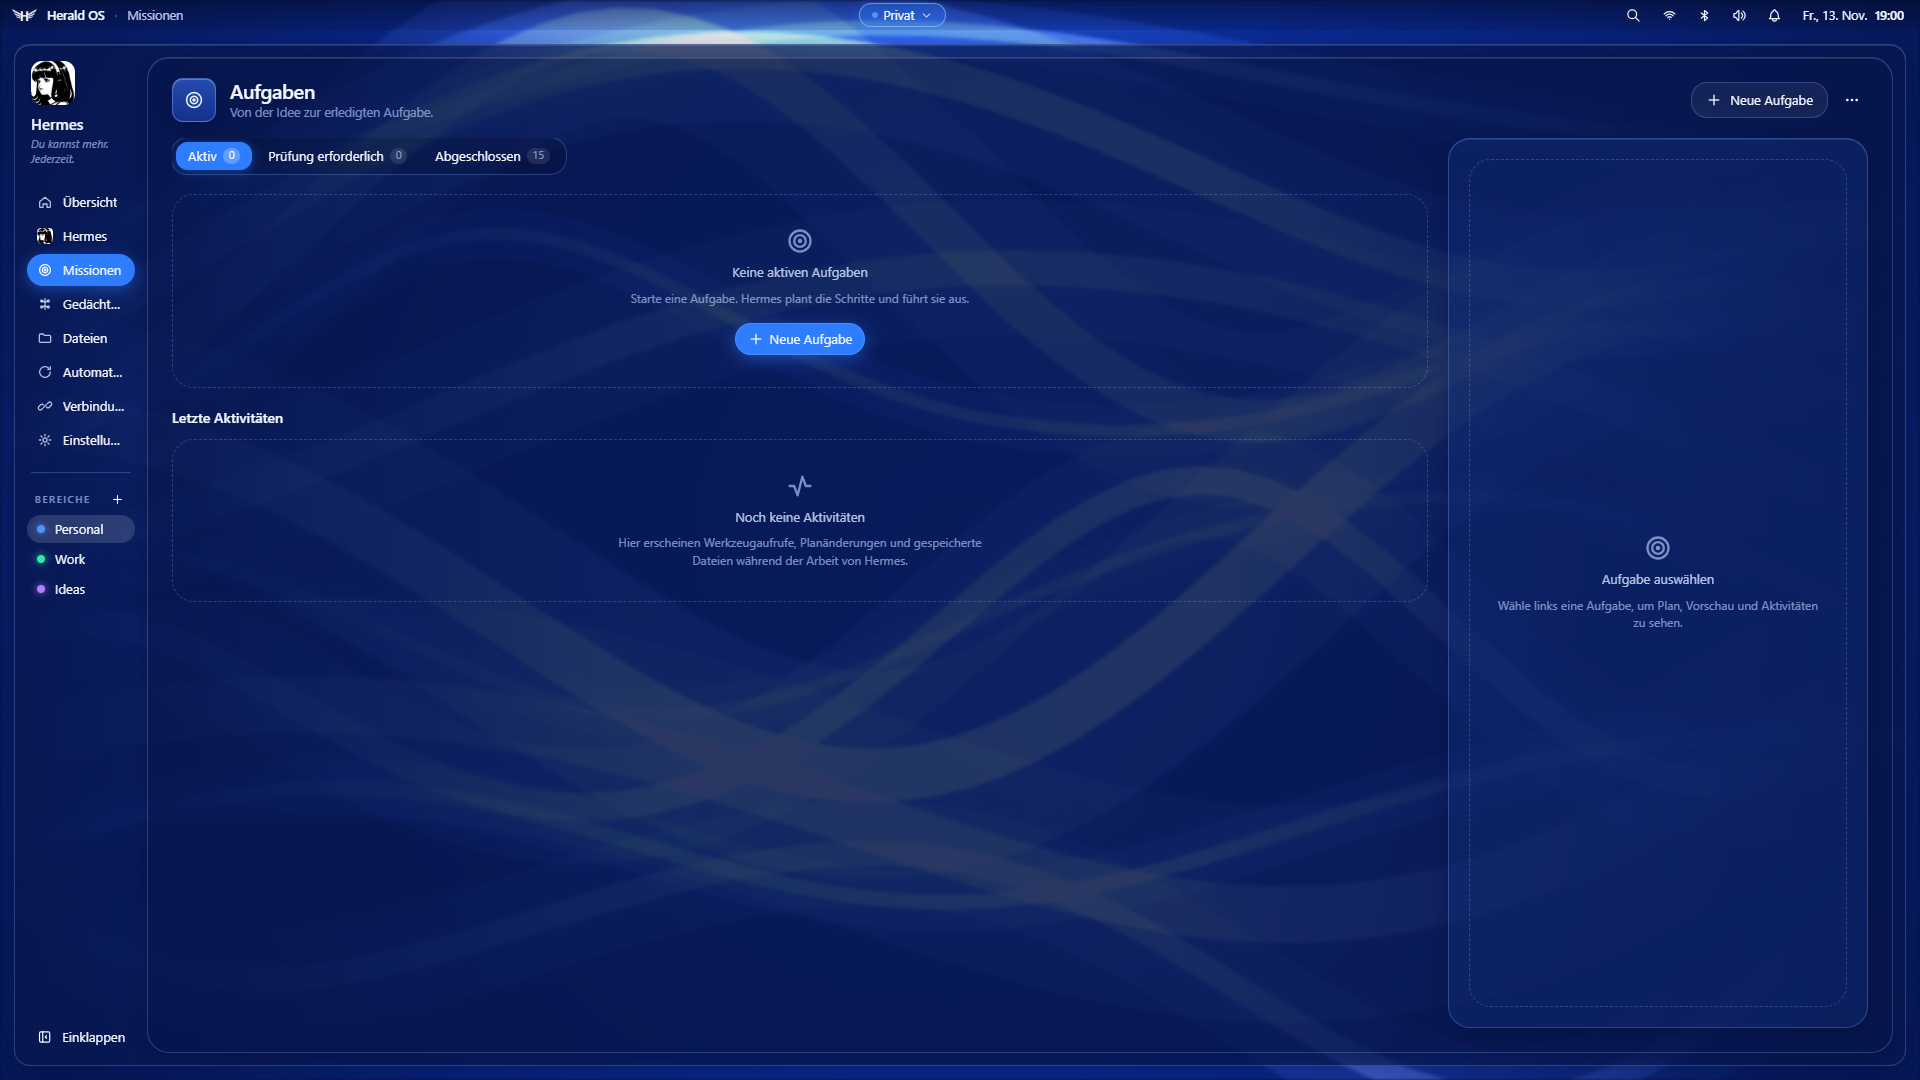 Herald OS · Missionen
Privat
Fr., 13. Nov. 19:00
Hermes
Du kannst mehr.
Jederzeit.
Übersicht
Hermes
Missionen
Gedächt...
Dateien
Automat...
Verbindu...
Einstellu...
BEREICHE
Personal
Work
Ideas
Einklappen
Aufgaben
Von der Idee zur erledigten Aufgabe.
Neue Aufgabe
Aktiv 0
Prüfung erforderlich 0
Abgeschlossen 15
Keine aktiven Aufgaben
Starte eine Aufgabe. Hermes plant die Schritte und führt sie aus.
Neue Aufgabe
Letzte Aktivitäten
Noch keine Aktivitäten
Hier erscheinen Werkzeugaufrufe, Planänderungen und gespeicherte
Dateien während der Arbeit von Hermes.
Aufgabe auswählen
Wähle links eine Aufgabe, um Plan, Vorschau und Aktivitäten
zu sehen.